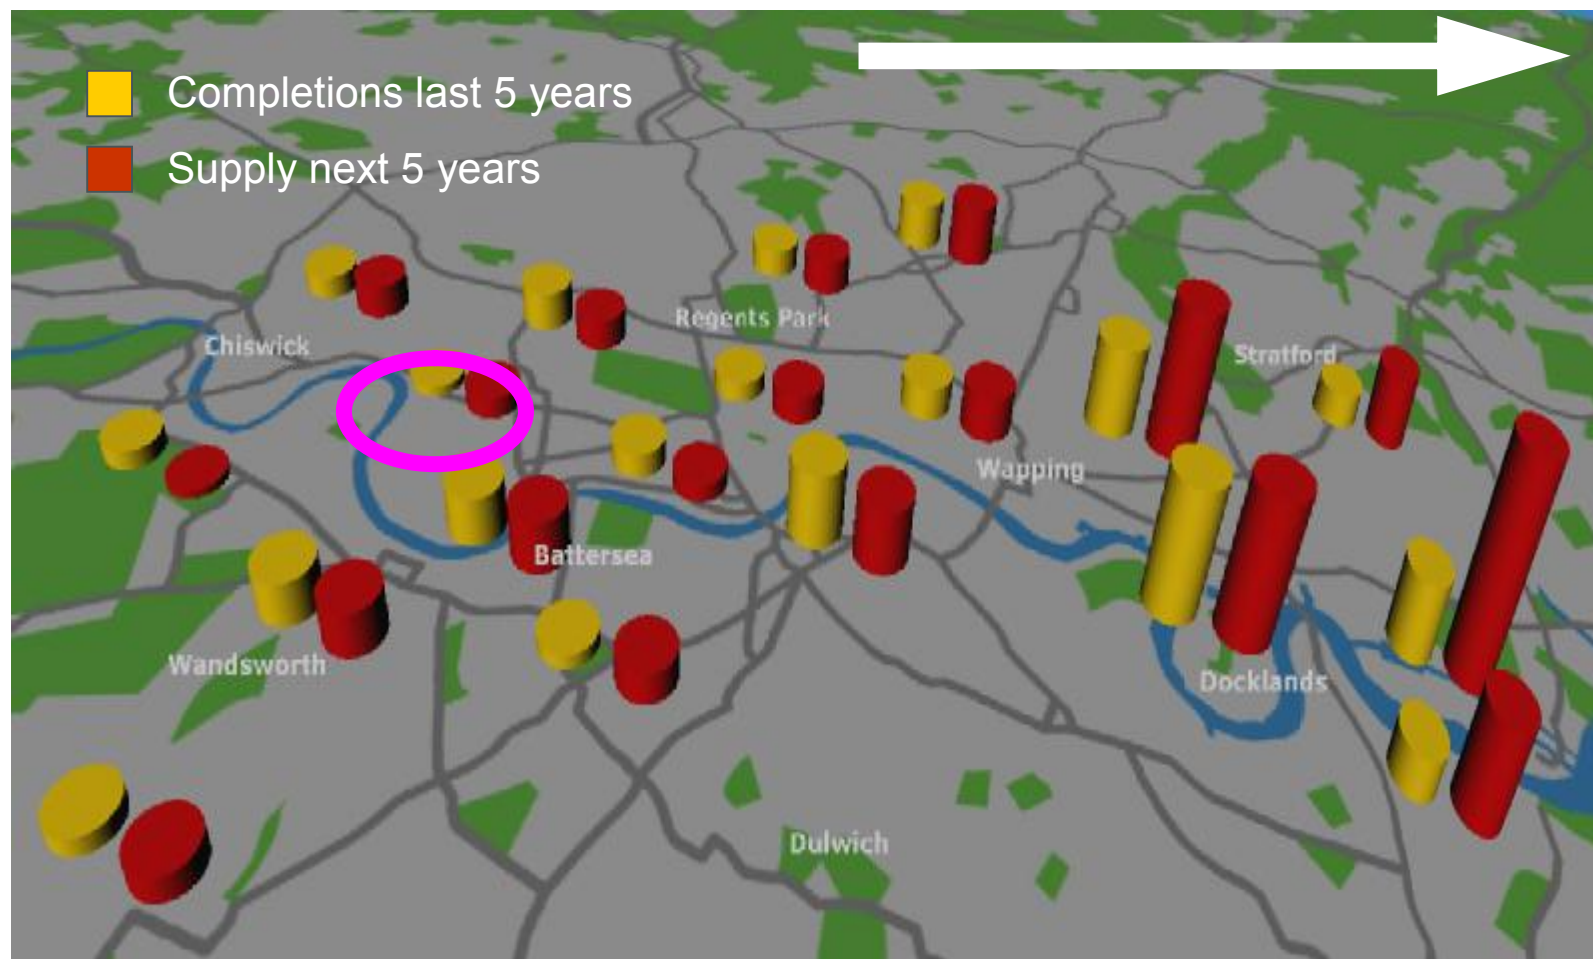 Completions last 5 years
Supply next 5 years
Regents Park
Chiswick
Stratford
Wapping
Battersea
Wandsworth
Docklands
Dulwich